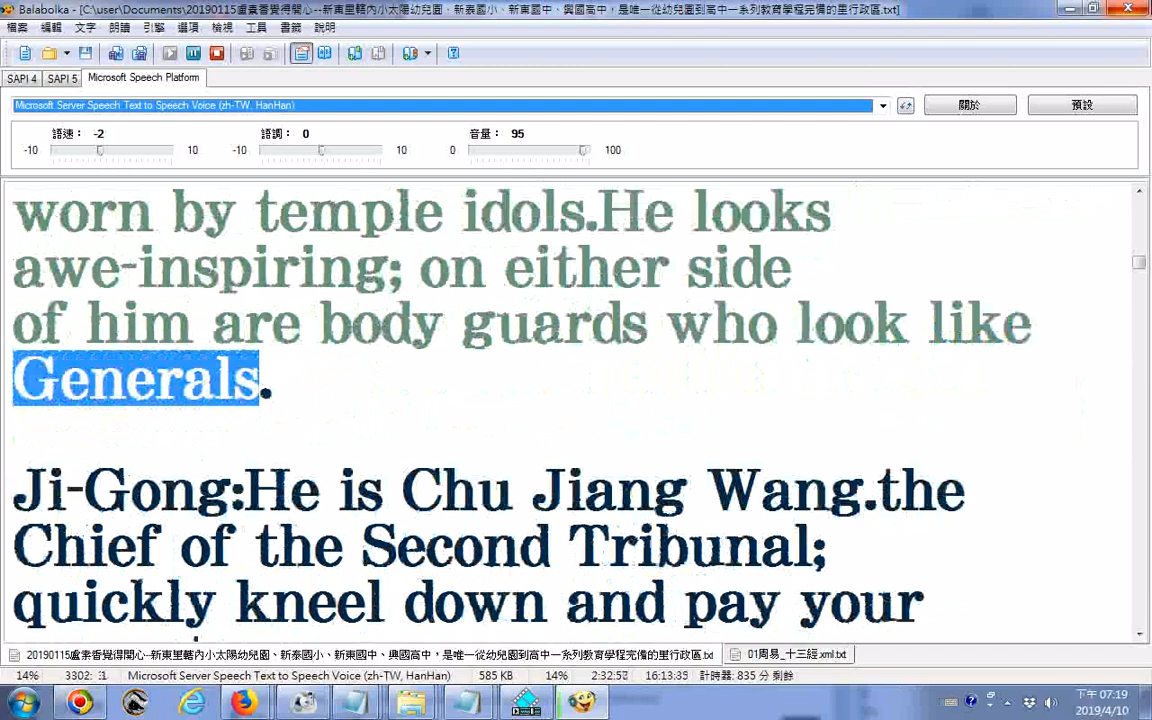 Balabolka - [C:\user\Documents\20190115盧素香覺得開心--新東里轄內小太陽幼兒園、新泰國小、新東國中、興國高中，是唯一從幼兒園到高中一系列教育學程完備的里行政區.txt]
檔案 編輯 文字 朗讀 引擎 選項 檢視 工具 書籤 說明
SAPI 4 SAPI 5 Microsoft Speech Platform
Microsoft Server Speech Text to Speech Voice (zh-TW, HanHan)
關於 預設
語速： -2 語調： 0 音量： 95
-10 10 -10 10 0 100
worn by temple idols.He looks
awe-inspiring; on either side
of him are body guards who look like
Generals.
Ji-Gong:He is Chu Jiang Wang.the
Chief of the Second Tribunal;
quickly kneel down and pay your
20190115盧素香覺得開心--新東里轄內小太陽幼兒園、新泰國小、新東國中、興國高中，是唯一從幼兒園到高中一系列教育學程完備的里行政區.txt 01周易_十三經.xml.txt
14% 3302: 1 Microsoft Server Speech Text to Speech Voice (zh-TW, HanHan) 585 KB 14% 2:32:57 16:13:35 計時器： 835 分 剩餘
下午 07:19
2019/4/10